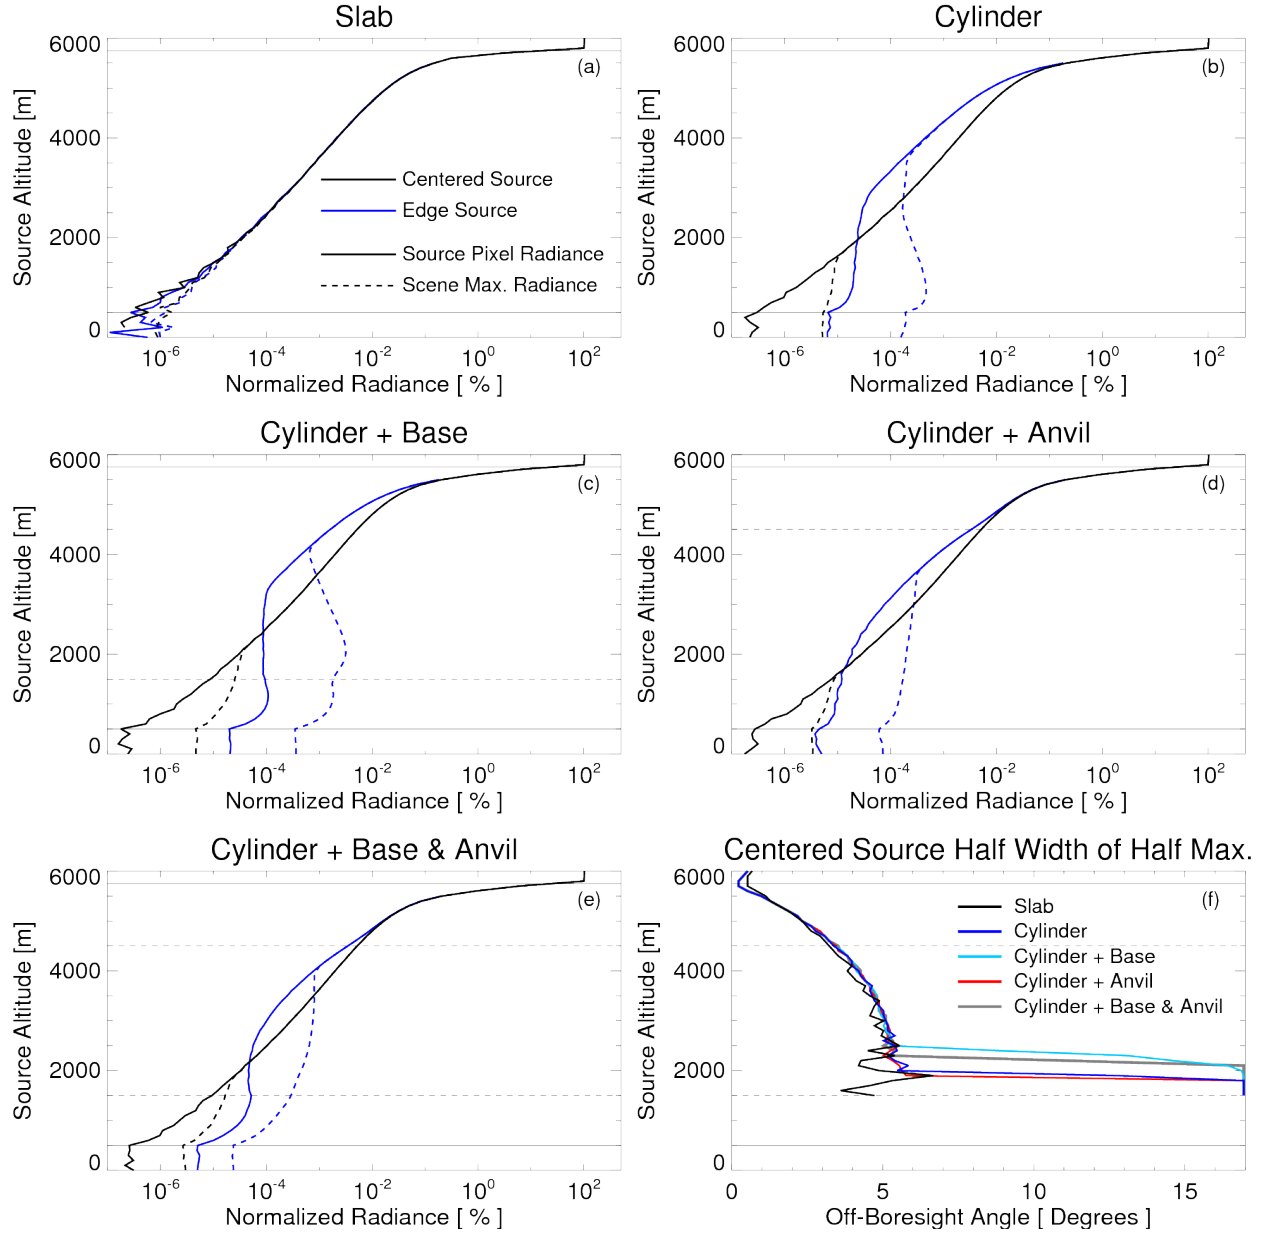 Slab
Cylinder
6000
4000
2000
0
Source Altitude [m]
(a)
Centered Source
Edge Source
Source Pixel Radiance
Scene Max. Radiance
10^-6
10^-4
10^-2
10^0
10^2
Normalized Radiance [ % ]
6000
4000
2000
0
Source Altitude [m]
(b)
10^-6
10^-4
10^-2
10^0
10^2
Normalized Radiance [ % ]
Cylinder + Base
Cylinder + Anvil
6000
4000
2000
0
Source Altitude [m]
(c)
10^-6
10^-4
10^-2
10^0
10^2
Normalized Radiance [ % ]
6000
4000
2000
0
Source Altitude [m]
(d)
10^-6
10^-4
10^-2
10^0
10^2
Normalized Radiance [ % ]
Cylinder + Base & Anvil
Centered Source Half Width of Half Max.
6000
4000
2000
0
Source Altitude [m]
(e)
10^-6
10^-4
10^-2
10^0
10^2
Normalized Radiance [ % ]
6000
4000
2000
0
Source Altitude [m]
(f)
Slab
Cylinder
Cylinder + Base
Cylinder + Anvil
Cylinder + Base & Anvil
0
5
10
15
Off-Boresight Angle [ Degrees ]